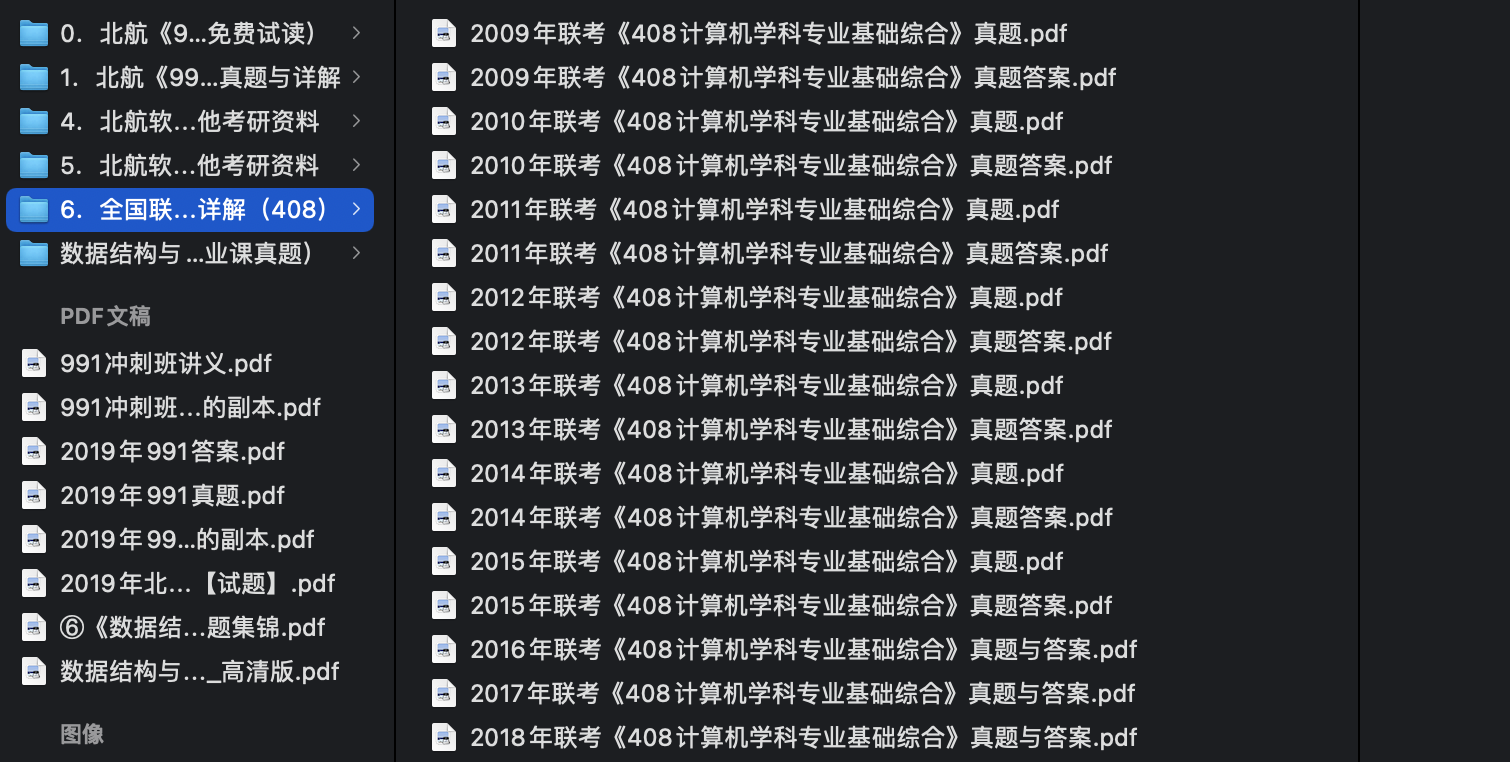 0. 北航《9...免费试读）
1. 北航《99...真题与详解
4. 北航软...他考研资料
5. 北航软...他考研资料
6. 全国联...详解（408）
数据结构与...业课真题）
PDF文稿
991冲刺班讲义.pdf
991冲刺班...的副本.pdf
2019年991答案.pdf
2019年991真题.pdf
2019年99...的副本.pdf
2019年北...【试题】.pdf
⑥《数据结...题集锦.pdf
数据结构与..._高清版.pdf
图像
2009年联考《408计算机学科专业基础综合》真题.pdf
2009年联考《408计算机学科专业基础综合》真题答案.pdf
2010年联考《408计算机学科专业基础综合》真题.pdf
2010年联考《408计算机学科专业基础综合》真题答案.pdf
2011年联考《408计算机学科专业基础综合》真题.pdf
2011年联考《408计算机学科专业基础综合》真题答案.pdf
2012年联考《408计算机学科专业基础综合》真题.pdf
2012年联考《408计算机学科专业基础综合》真题答案.pdf
2013年联考《408计算机学科专业基础综合》真题.pdf
2013年联考《408计算机学科专业基础综合》真题答案.pdf
2014年联考《408计算机学科专业基础综合》真题.pdf
2014年联考《408计算机学科专业基础综合》真题答案.pdf
2015年联考《408计算机学科专业基础综合》真题.pdf
2015年联考《408计算机学科专业基础综合》真题答案.pdf
2016年联考《408计算机学科专业基础综合》真题与答案.pdf
2017年联考《408计算机学科专业基础综合》真题与答案.pdf
2018年联考《408计算机学科专业基础综合》真题与答案.pdf